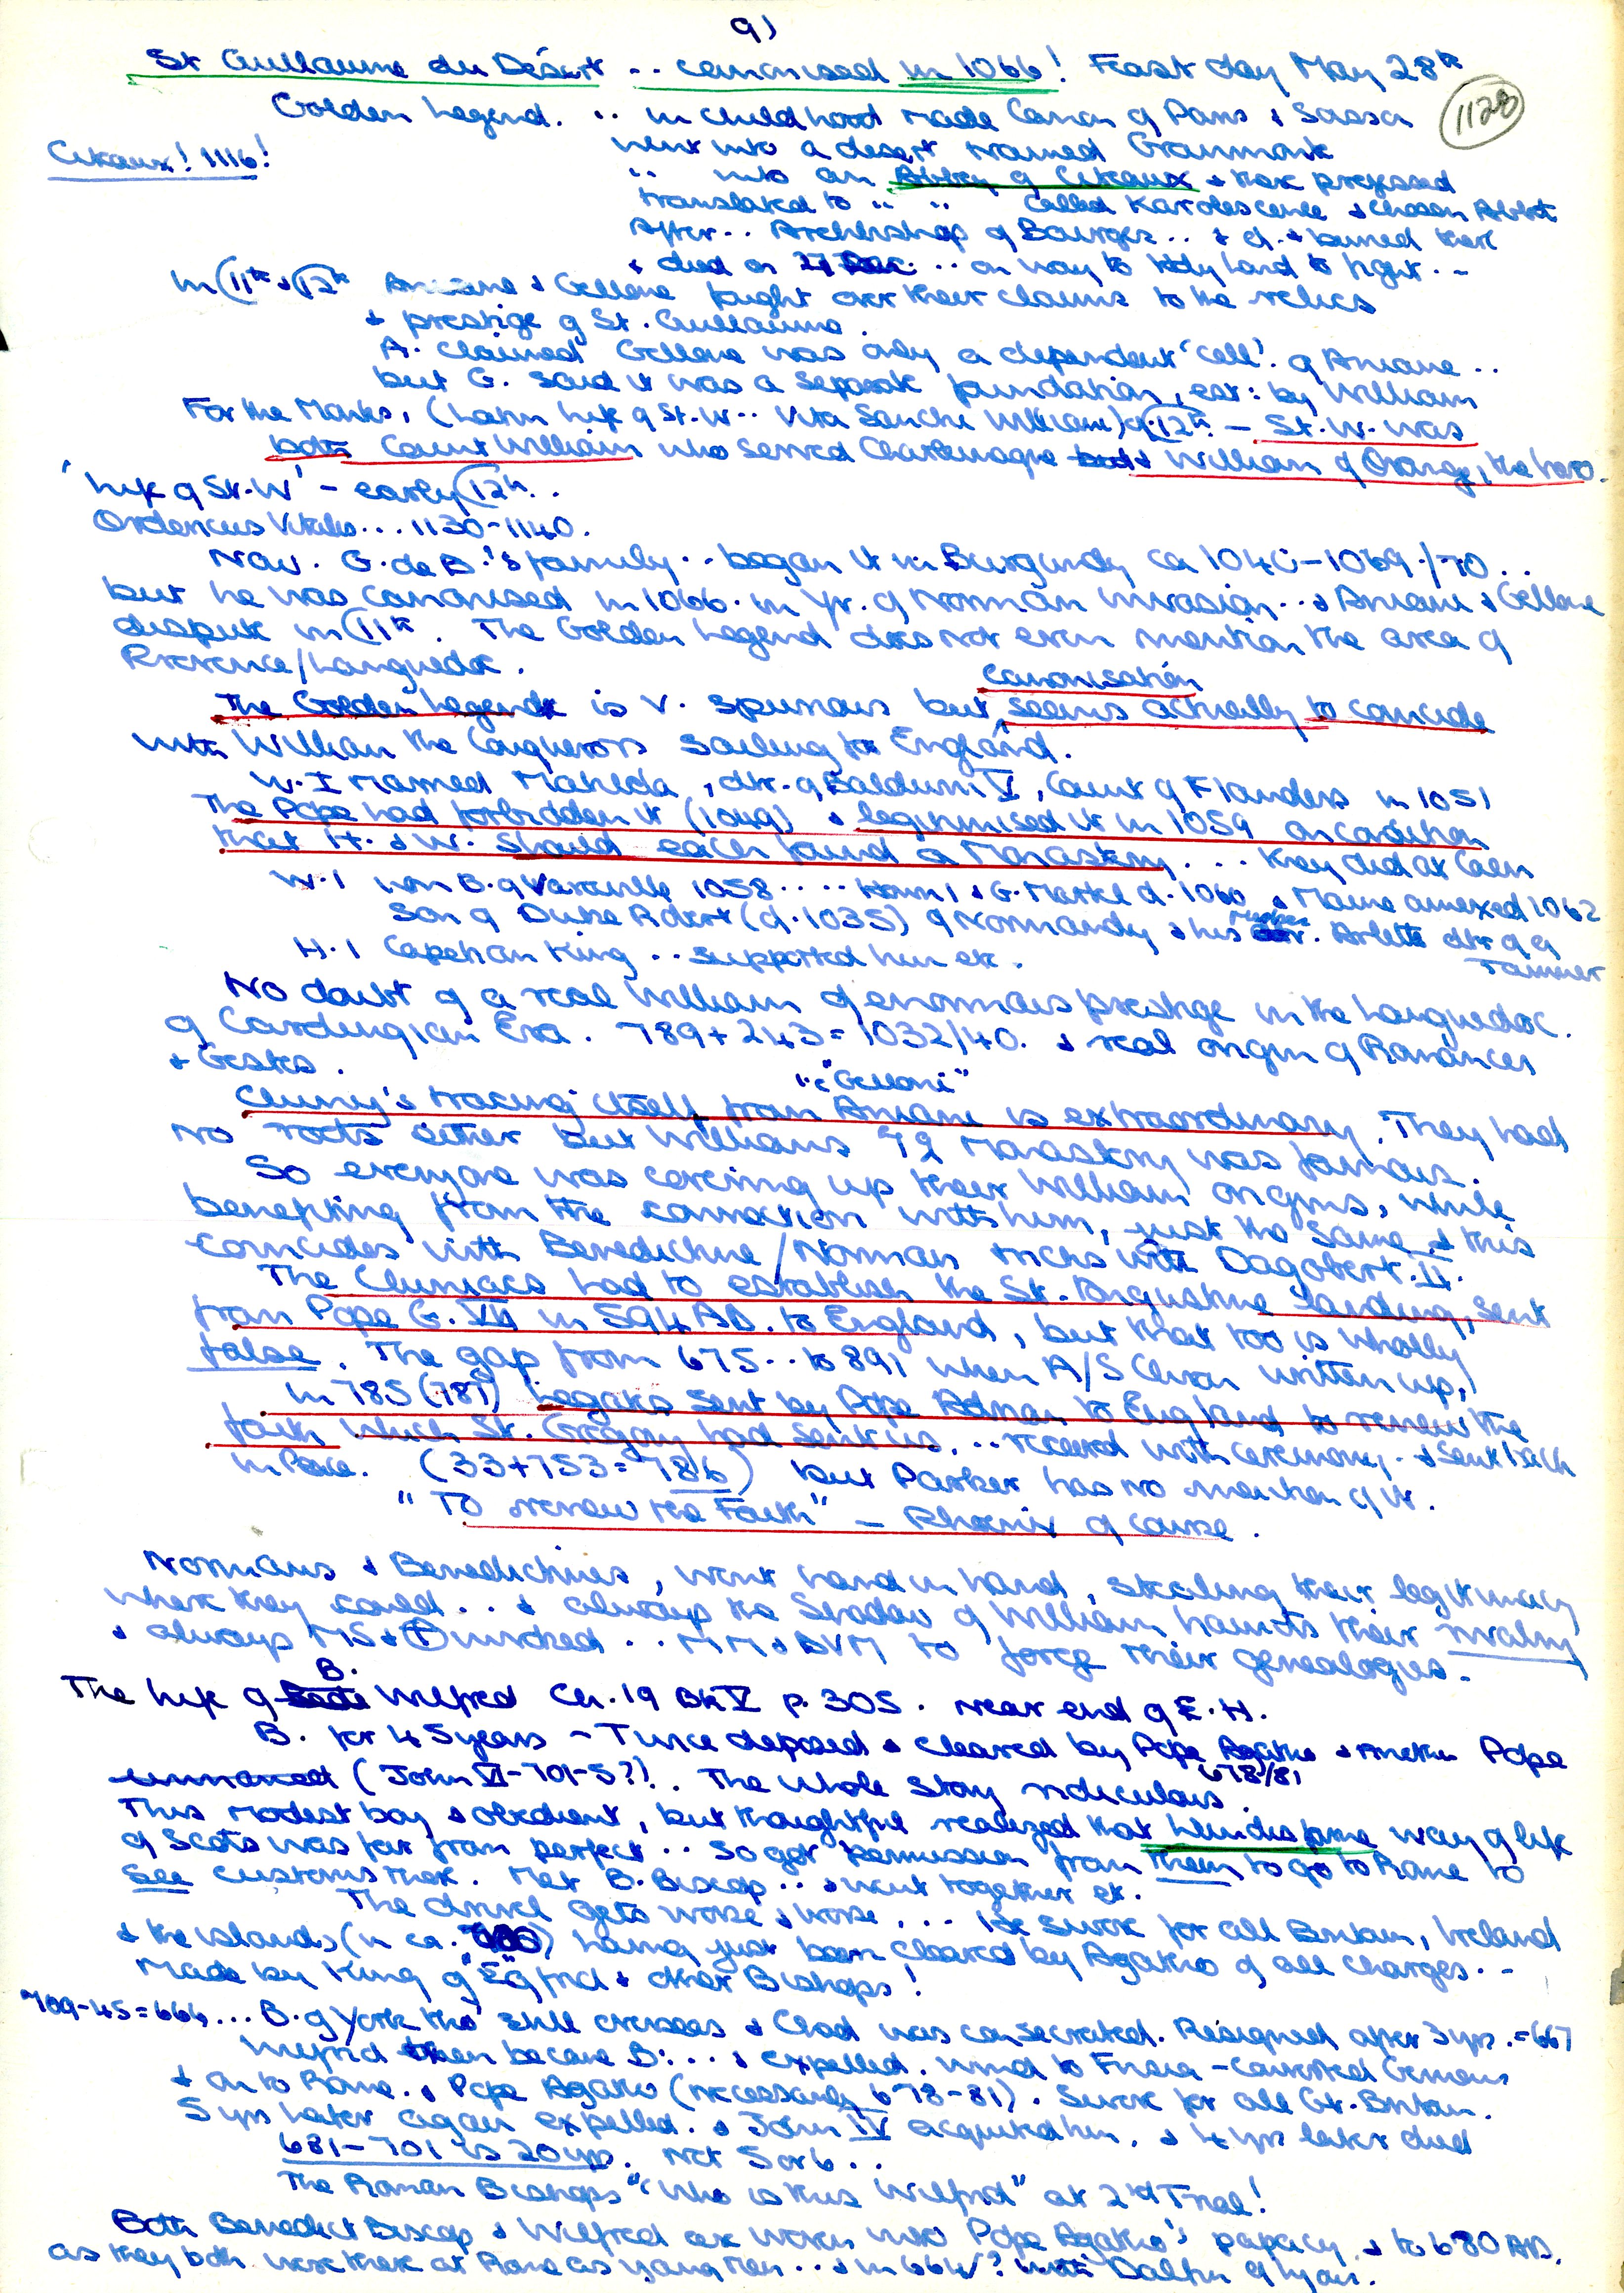 9)
St Guillaume du Désert .. canonised in 1066! Feast day May 28th
1128
Golden Legend. .. in childhood made Canon of Paris & Sassa
Citeaux! 1116!
Went into a desert named Granmont
" into an Abbey of Citeaux & there professed
translated to " " called Karolescence & chosen Abbot
After .. Archbishop of Bourges .. & d. & buried there
& died on 27 Dec .. on way to Holy Land to fight ..
In 11th & 12th Aniane & Gellone fought over their claims to the relics
& prestige of St. Guillaume.
A. claimed Gellone was only a dependent 'cell' of Aniane ..
but G. said it was a separate foundation, est: by William
For the Monks, (Latin Life of St. W .. Vita Sancti Willelmi) of 12th – St. W. was
both Count William who served Charlemagne & William of Orange, the hero.
'Life of St. W' – early 12th ..
Ordericus Vitalis ... 1130-1140.
Now. G. de B.'s family .. began it in Burgundy ca 1040-1069/70 ..
but he was canonised in 1066 in Yr. of Norman invasion .. & Aniane & Gellone
dispute in 11th. The Golden Legend does not even mention the area of
Provence/Languedoc.
Canonisation
The Golden Legend is v. spurious but seems actually to coincide
with William the Conqueror's sailing for England.
W. I married Matilda, dtr. of Baldwin V, Count of Flanders in 1051
The Pope had forbidden it (1049) & legitimised it in 1059 on condition
that M. & W. should each found a Monastery ... they did at Caen
W. I won B. of Varaville 1058 .... Henri I & G. Martel d. 1060 & Maine annexed 1062
Son of Duke Robert (d. 1035) of Normandy & his Arlette dtr of a
Tanner
H. I Capetian King .. supported him etc.
No doubt of a real William of enormous prestige in the Languedoc
of Carolingian Era. 789 + 243 = 1032/40. & real origin of Romances
& Gestes.
"Gelloni"
Cluny's tracing itself from Aniane is extraordinary. They had
no roots either but William's monastery was famous.
So everyone was covering up their William origins, while
benefiting from the connection with him, just the same & this
coincides with Benedictine/Norman tricks with Dagobert II.
The Cluniacs had to establish the St. Augustine landing, sent
from Pope G. in 594 AD. to England, but that too is wholly
false. The gap from 675 .. to 891 when A/S Chron written up,
In 785 (787) Legates sent by Pope Adrian to England to renew the
faith which St. Gregory had sent us, .. received with ceremony. & sent back
in Peace. (33+753=786) but Parker has no mention of it.
"To renew the Faith" – Phoenix of course.
Normans & Benedictines, went hand in hand, stealing their legitimacy
where they could .. & always the Shadow of William haunts their rivalry
& always MS & invoked .. MM & BVM to forge their genealogies.
The Life of B. Wilfred Ch. 19 Bk V p. 305. near end of E.H.
B. for 45 years – Twice deposed & cleared by Pope Agatho & another Pope
678/81
(John VI-701-5?). The whole story ridiculous.
This modest boy & obedient, but thoughtful realized that Lindisfarne way of life
of Scots was far from perfect .. So got permission from them to go to Rome to
see customs there. Met B. Biscop .. & went together etc.
The drivel gets worse & worse ... He swore for all Britain, Ireland
& the islands (in ca. 680) having just been cleared by Agatho of all charges ..
Made by King of "Egfrid & other Bishops!
709-45=664 ... B. of York tho' still overseas & Chad was consecrated. Resigned after 3 yrs. =667
Wilfrid then became B: ... & expelled. wind to Frisia – converted Germans
& on to Rome. & Pope Agatho (necessarily 678-81). Swore for all Gt. Britain.
5 yrs later again expelled. & John IV acquitted him. & 4 yrs later died
681-701 is 20 yrs. not 5 or 6 ..
The Roman Bishops "Who is this Wilfrid" at 2nd Trial!
Both Benedict Biscop & Wilfred are woven into Pope Agatho's papacy & to 680 AD.
as they both were there at Rome as young men ... & in 664/? with Dalfin of Lyon.